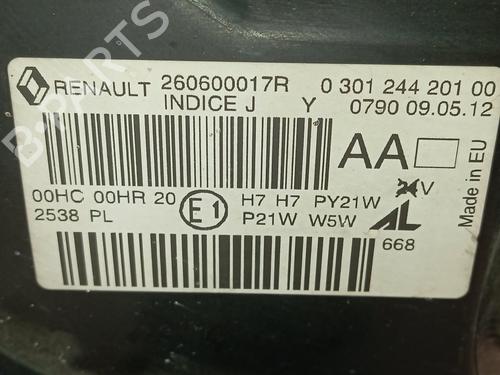 RENAULT 260600017R 0 301 244 201 00
INDICE J Y 0790 09.05.12
AA
Made in EU
00HC 00HR 20 E1 H7 H7 PY21W 24V
2538 PL P21W W5W AL
668
B-PARTS